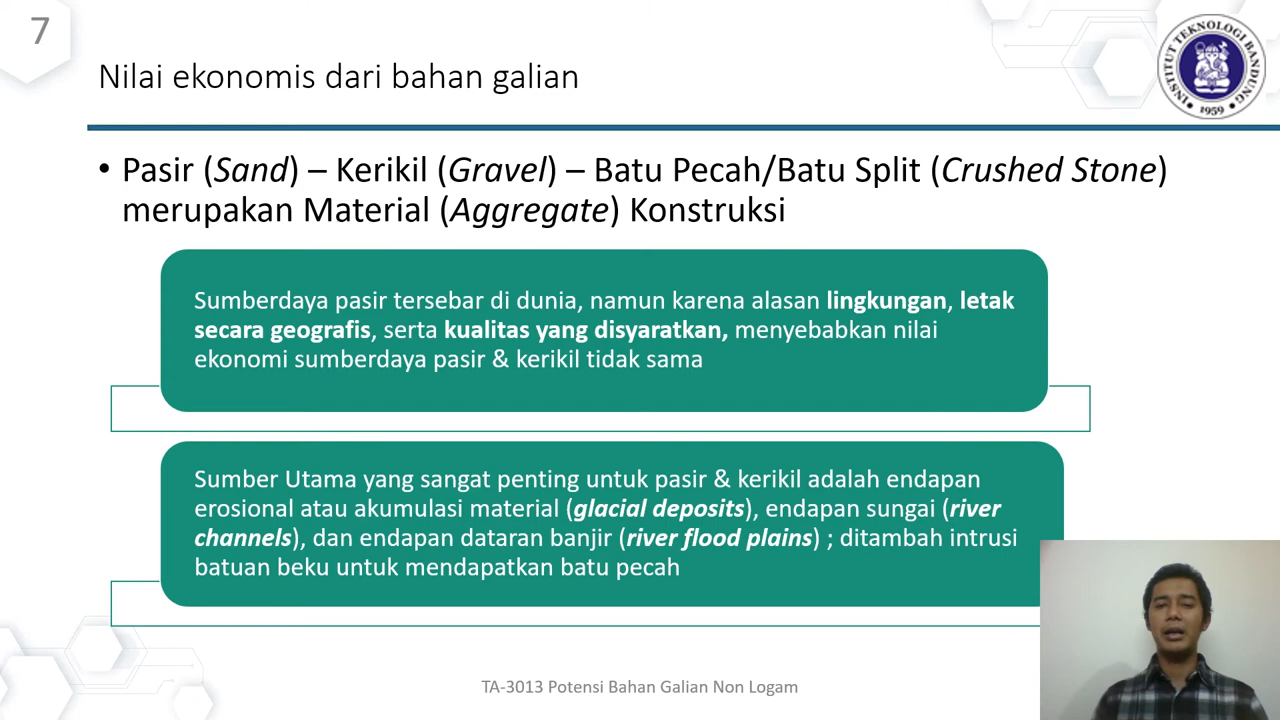 7
INSTITUT TEKNOLOGI BANDUNG
1959
Nilai ekonomis dari bahan galian
• Pasir (Sand) – Kerikil (Gravel) – Batu Pecah/Batu Split (Crushed Stone)
merupakan Material (Aggregate) Konstruksi
Sumberdaya pasir tersebar di dunia, namun karena alasan lingkungan, letak
secara geografis, serta kualitas yang disyaratkan, menyebabkan nilai
ekonomi sumberdaya pasir & kerikil tidak sama
Sumber Utama yang sangat penting untuk pasir & kerikil adalah endapan
erosional atau akumulasi material (glacial deposits), endapan sungai (river
channels), dan endapan dataran banjir (river flood plains) ; ditambah intrusi
batuan beku untuk mendapatkan batu pecah
TA-3013 Potensi Bahan Galian Non Logam